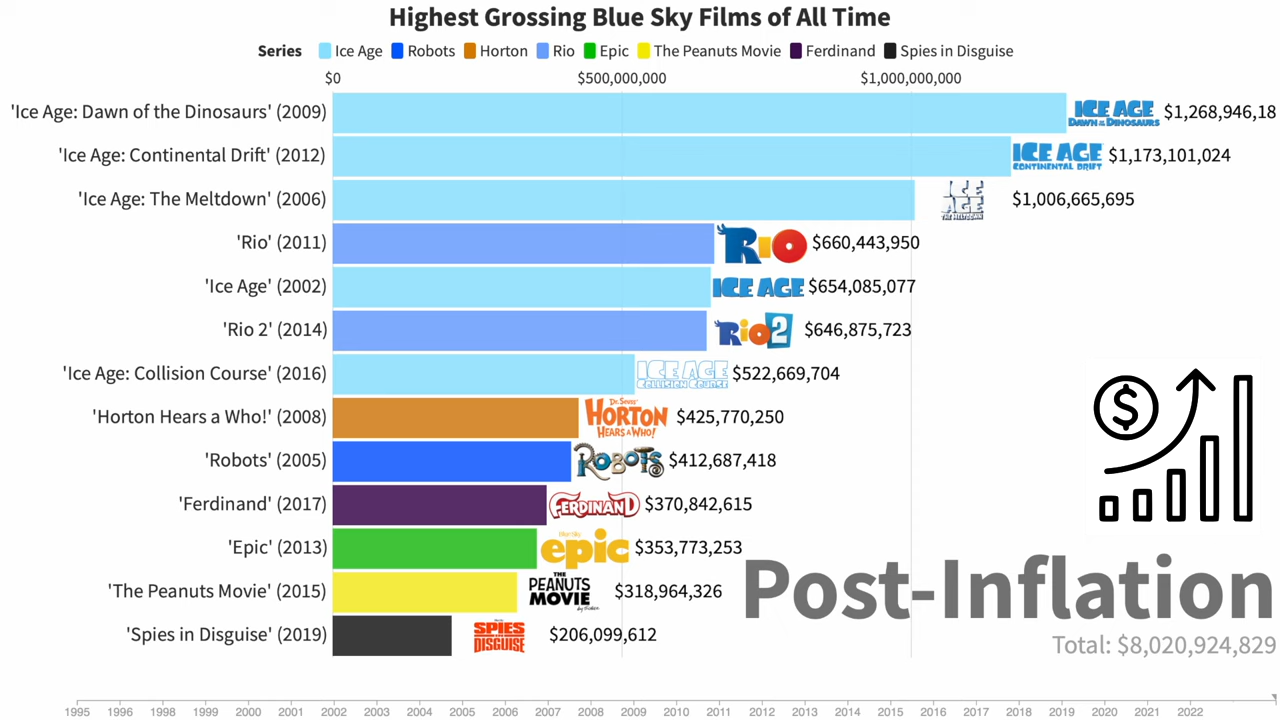 Highest Grossing Blue Sky Films of All Time
Series Ice Age Robots Horton Rio Epic The Peanuts Movie Ferdinand Spies in Disguise
$0 $500,000,000 $1,000,000,000
'Ice Age: Dawn of the Dinosaurs' (2009) ICE AGE DAWN OF THE DINOSAURS $1,268,946,18
'Ice Age: Continental Drift' (2012) ICE AGE CONTINENTAL DRIFT $1,173,101,024
'Ice Age: The Meltdown' (2006) ICE AGE THE MELTDOWN $1,006,665,695
'Rio' (2011) RIO $660,443,950
'Ice Age' (2002) ICE AGE $654,085,077
'Rio 2' (2014) Rio 2 $646,875,723
'Ice Age: Collision Course' (2016) ICE AGE COLLISION COURSE $522,669,704
'Horton Hears a Who!' (2008) Dr. Seuss' HORTON HEARS A WHO! $425,770,250
'Robots' (2005) ROBOTS $412,687,418
'Ferdinand' (2017) FERDINAND $370,842,615
'Epic' (2013) epic $353,773,253
'The Peanuts Movie' (2015) THE PEANUTS MOVIE $318,964,326
'Spies in Disguise' (2019) SPIES DISGUISE $206,099,612
$
Post-Inflation
Total: $8,020,924,829
1995 1996 1998 1999 2000 2001 2002 2003 2004 2005 2006 2007 2008 2009 2010 2011 2012 2013 2014 2015 2016 2017 2018 2019 2020 2021 2022